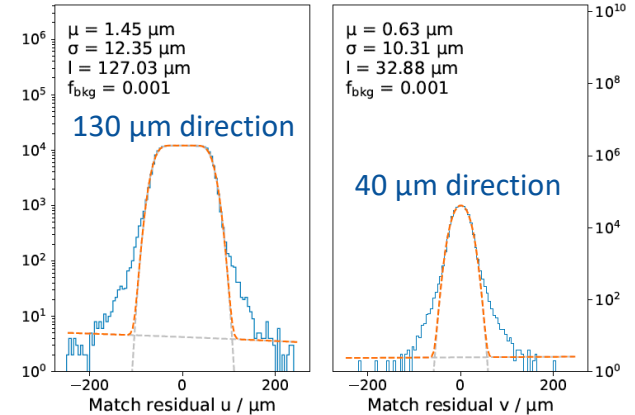 μ = 1.45 μm
σ = 12.35 μm
l = 127.03 μm
f_bkg = 0.001
130 μm direction
10⁶
10⁵
10⁴
10³
10²
10¹
10⁰
−200
0
200
Match residual u / μm
μ = 0.63 μm
σ = 10.31 μm
l = 32.88 μm
f_bkg = 0.001
40 μm direction
10¹⁰
10⁸
10⁶
10⁴
10²
10⁰
−200
0
200
Match residual v / μm